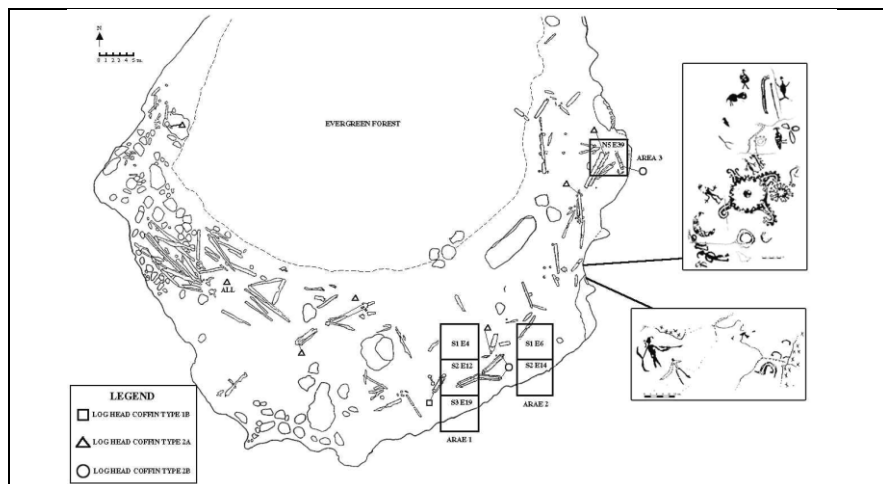 N
0 1 2 3 4 5 m.
EVERGREEN FOREST
N5 E39
AREA 3
ALL
S1 E4
S2 E12
S3 E19
ARAE 1
S1 E6
S2 E14
ARAE 2
LEGEND
LOG HEAD COFFIN TYPE 1B
LOG HEAD COFFIN TYPE 2A
LOG HEAD COFFIN TYPE 2B